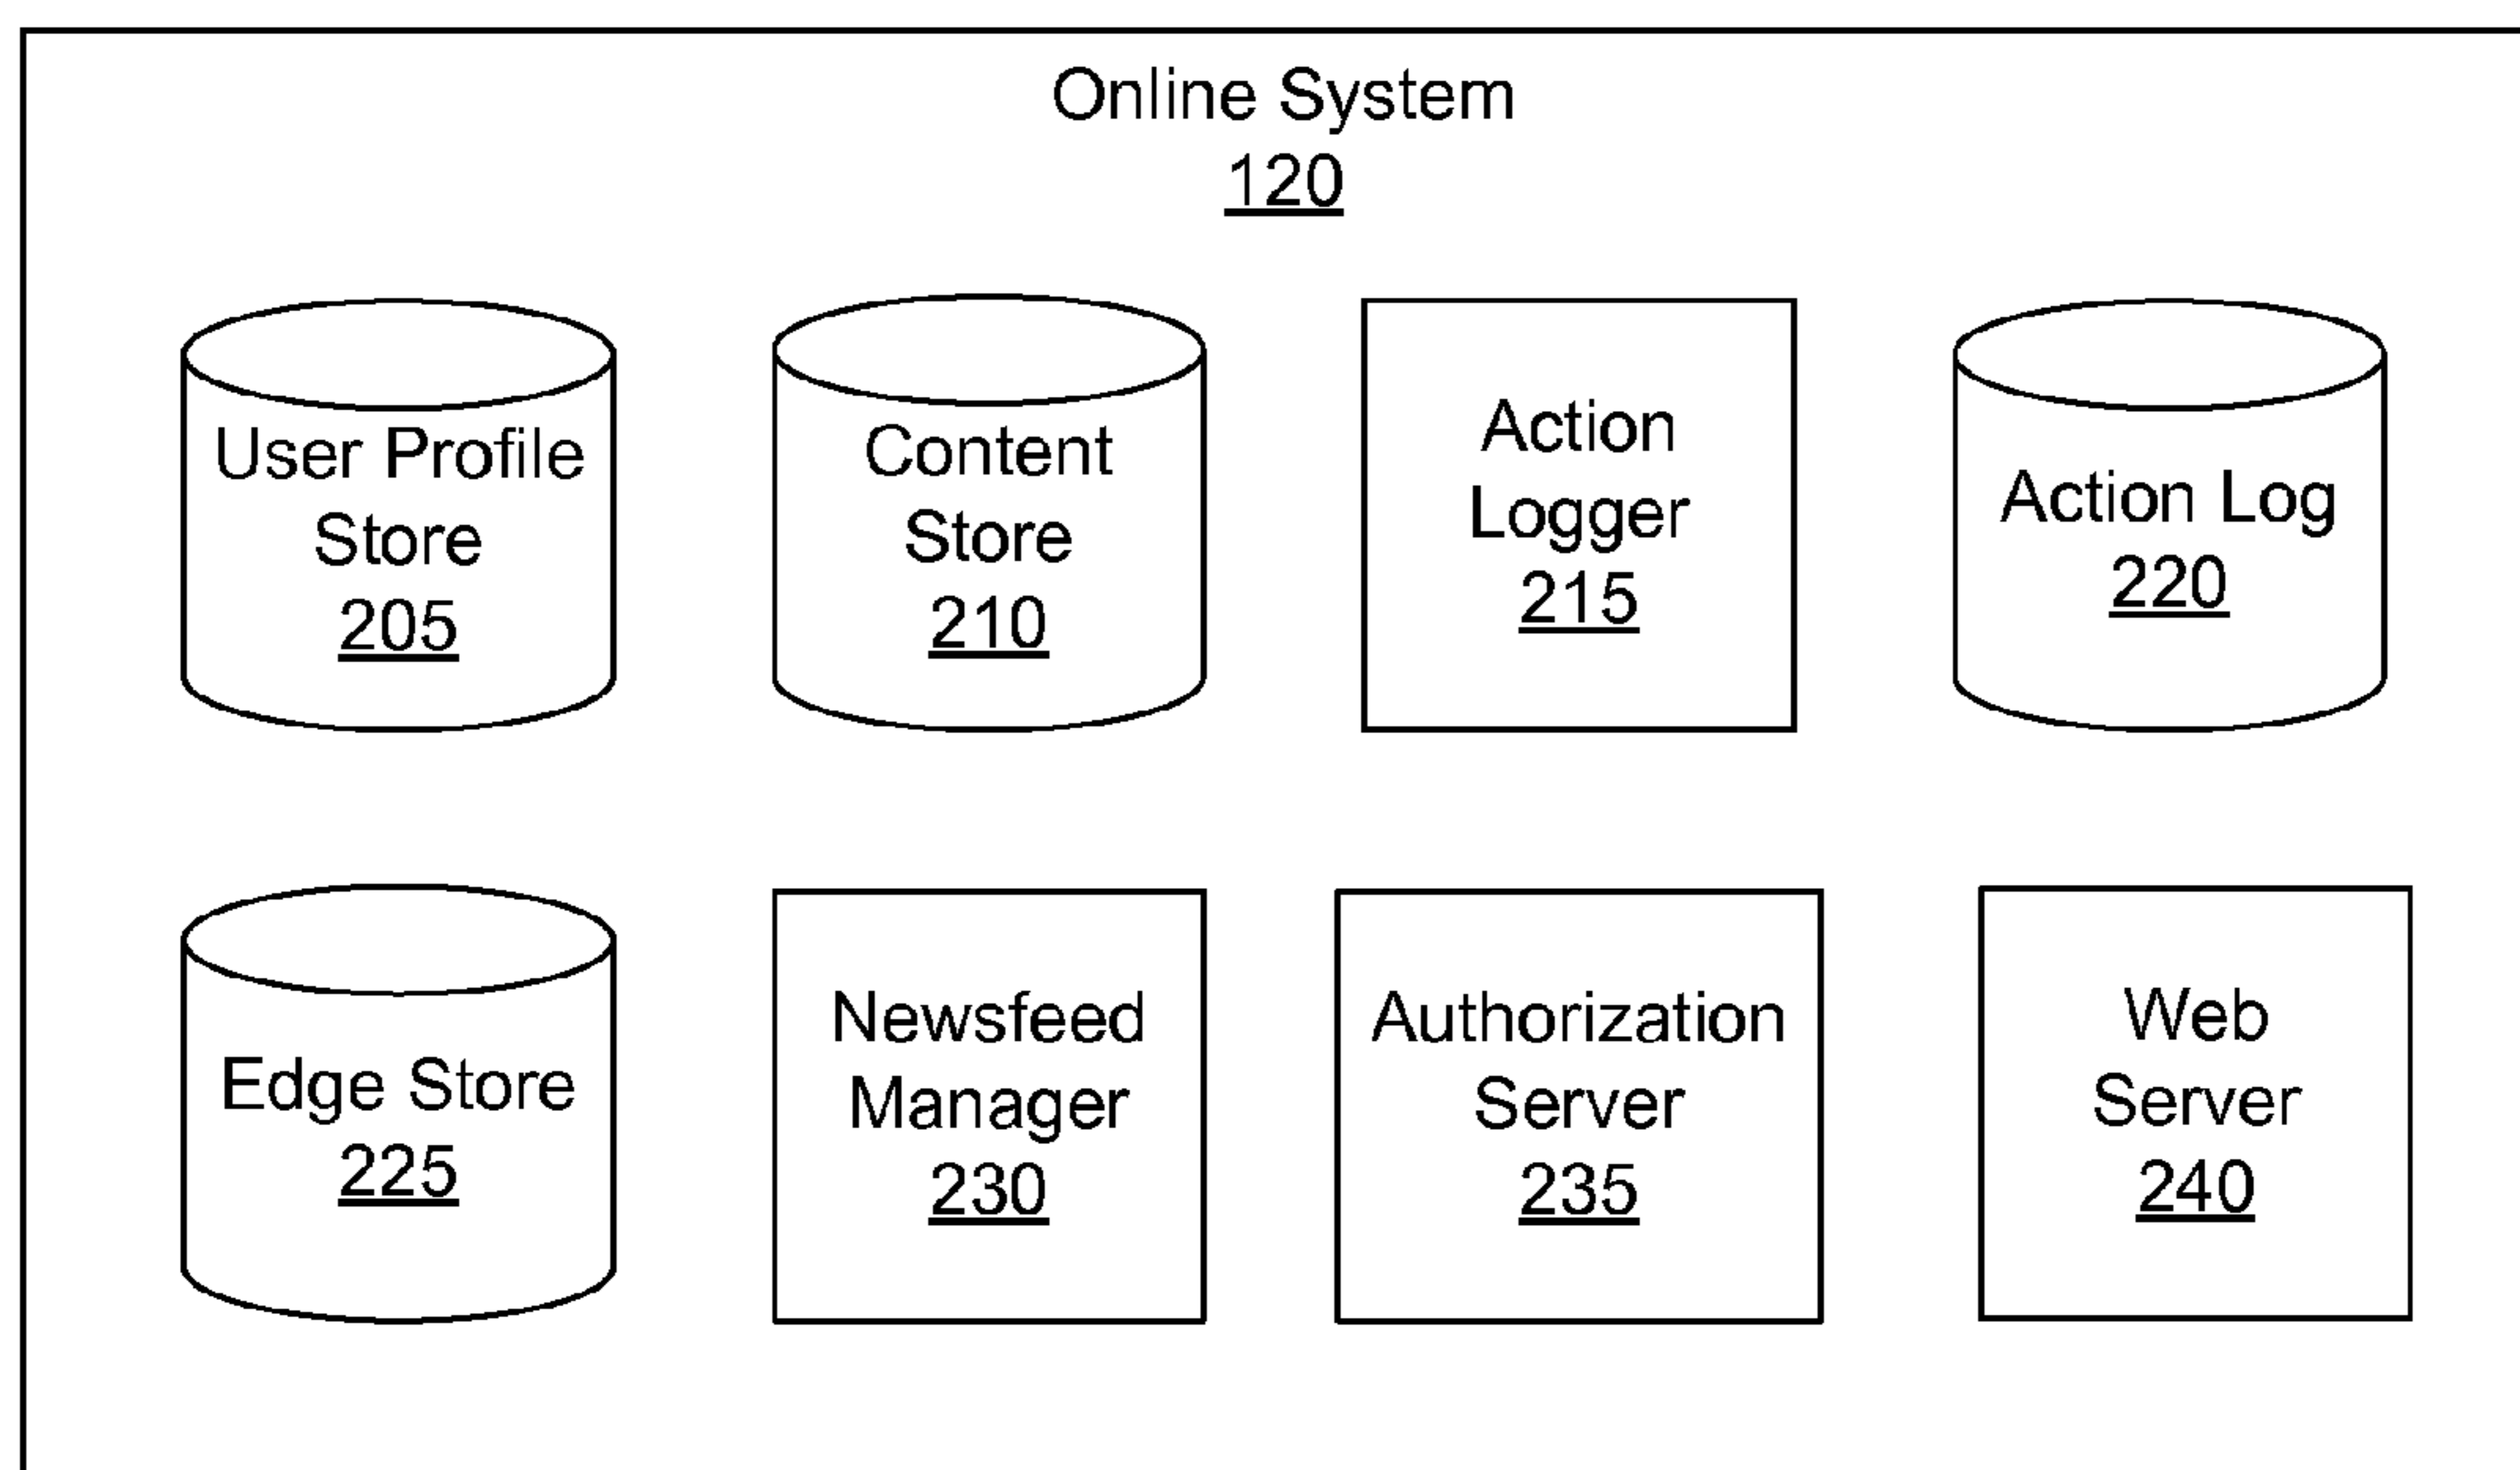 Online System
120
User Profile
Store
205
Content
Store
210
Action
Logger
215
Action Log
220
Edge Store
225
Newsfeed
Manager
230
Authorization
Server
235
Web
Server
240